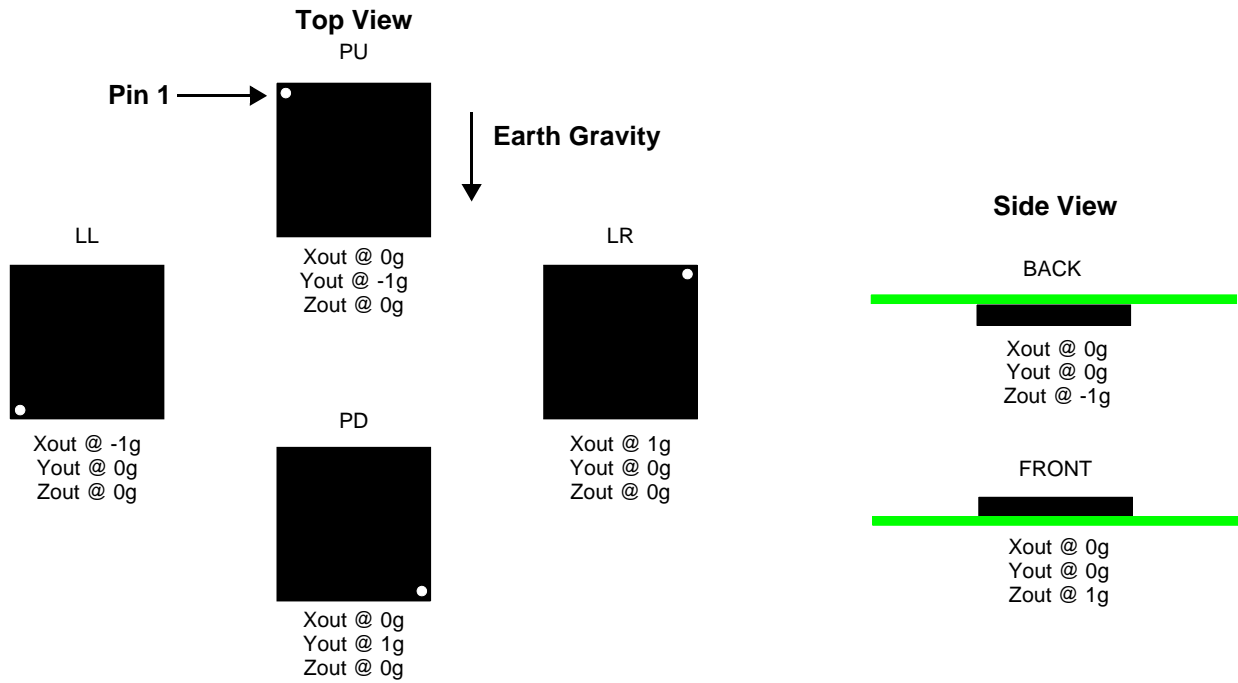 Top View
PU
Pin 1
Earth Gravity
Xout @ 0g
Yout @ -1g
Zout @ 0g
LL
Xout @ -1g
Yout @ 0g
Zout @ 0g
LR
Xout @ 1g
Yout @ 0g
Zout @ 0g
PD
Xout @ 0g
Yout @ 1g
Zout @ 0g
Side View
BACK
Xout @ 0g
Yout @ 0g
Zout @ -1g
FRONT
Xout @ 0g
Yout @ 0g
Zout @ 1g